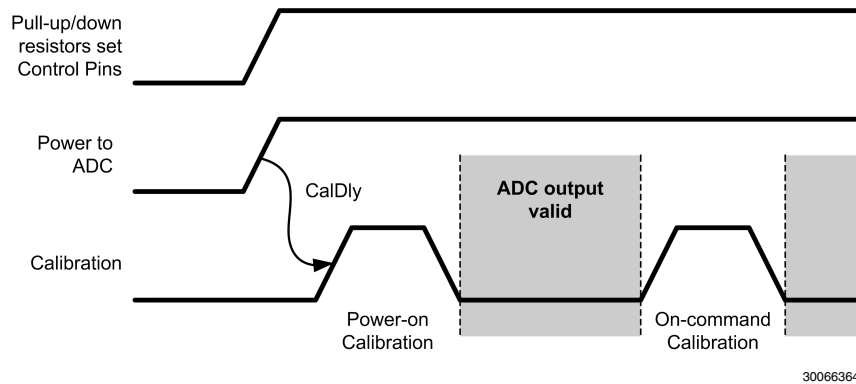 Pull-up/down
resistors set
Control Pins
Power to
ADC
CalDly
ADC output
valid
Calibration
Power-on
Calibration
On-command
Calibration
30066364